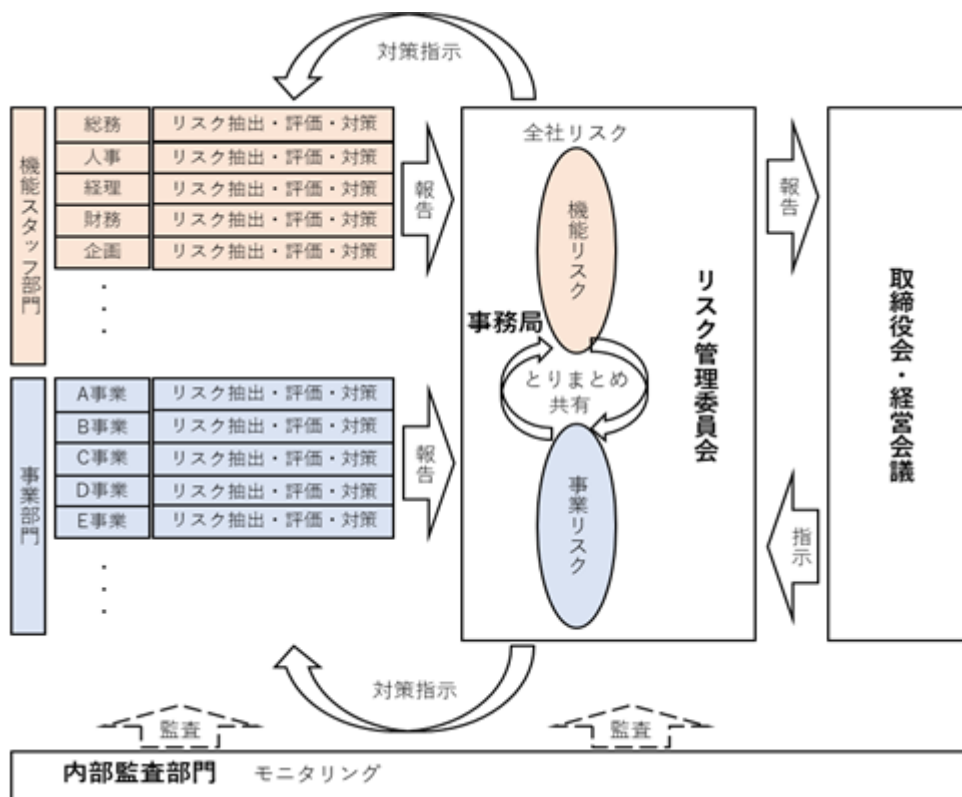 対策指示
機能スタッフ部門
総務 リスク抽出・評価・対策
人事 リスク抽出・評価・対策
経理 リスク抽出・評価・対策
財務 リスク抽出・評価・対策
企画 リスク抽出・評価・対策
・
・
・
報告
事業部門
A事業 リスク抽出・評価・対策
B事業 リスク抽出・評価・対策
C事業 リスク抽出・評価・対策
D事業 リスク抽出・評価・対策
E事業 リスク抽出・評価・対策
・
・
・
報告
対策指示
全社リスク
機能リスク
事務局
とりまとめ
共有
事業リスク
リスク管理委員会
報告
指示
取締役会・経営会議
監査
監査
内部監査部門 モニタリング